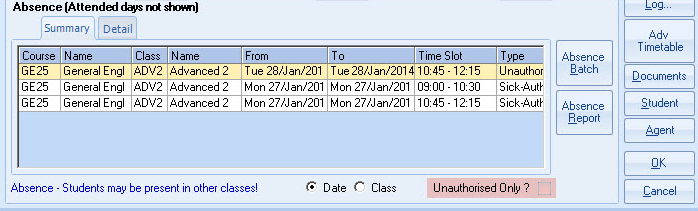 Absence (Attended days not shown)
Log...
Summary Detail
Course Name Class Name From To Time Slot Type
GE25 General Engl ADV2 Advanced 2 Tue 28/Jan/201 Tue 28/Jan/2014 10:45 - 12:15 Unauthor
GE25 General Engl ADV2 Advanced 2 Mon 27/Jan/201 Mon 27/Jan/201 09:00 - 10:30 Sick-Auth
GE25 General Engl ADV2 Advanced 2 Mon 27/Jan/201 Mon 27/Jan/201 10:45 - 12:15 Sick-Auth
Absence
Batch
Absence
Report
Adv
Timetable
Documents
Student
Agent
OK
Cancel
Absence - Students may be present in other classes! Date Class Unauthorised Only ?